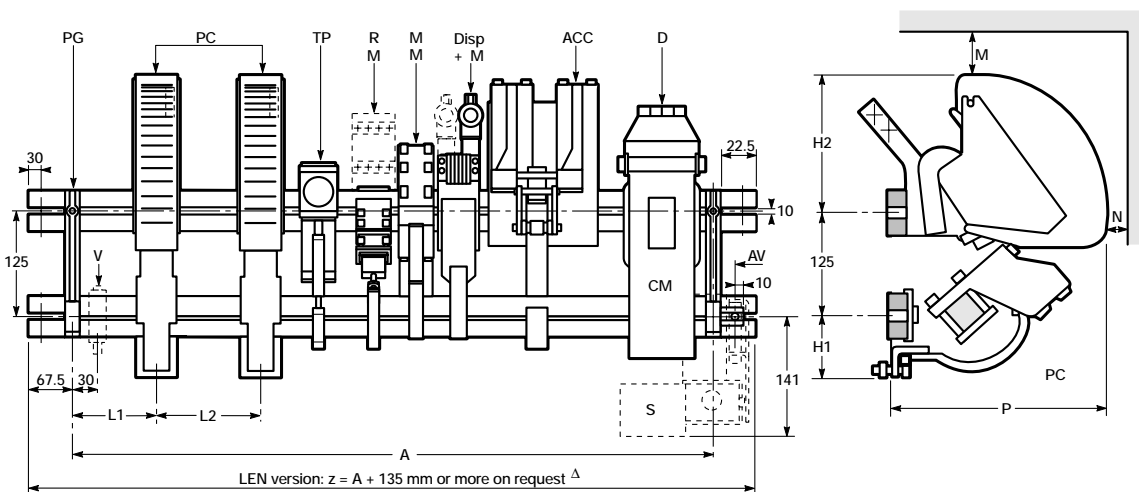 PG
PC
TP
R
M
M
M
Disp
+ M
ACC
D
M
30
22.5
H2
10
N
125
V
AV
125
10
CM
H1
67.5
30
141
PC
L1
L2
S
P
A
LEN version: z = A + 135 mm or more on request Δ